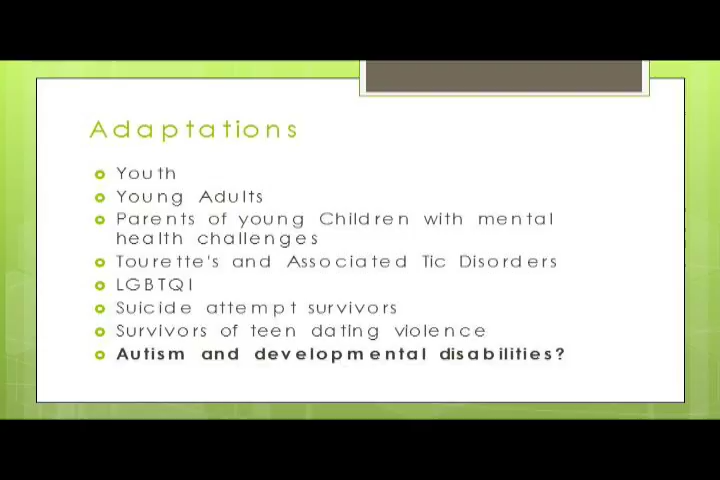 Adaptations
Youth
Young Adults
Parents of young Children with mental
health challenges
Tourette's and Associated Tic Disorders
LGBTQI
Suicide attempt survivors
Survivors of teen dating violence
Autism and developmental disabilities?